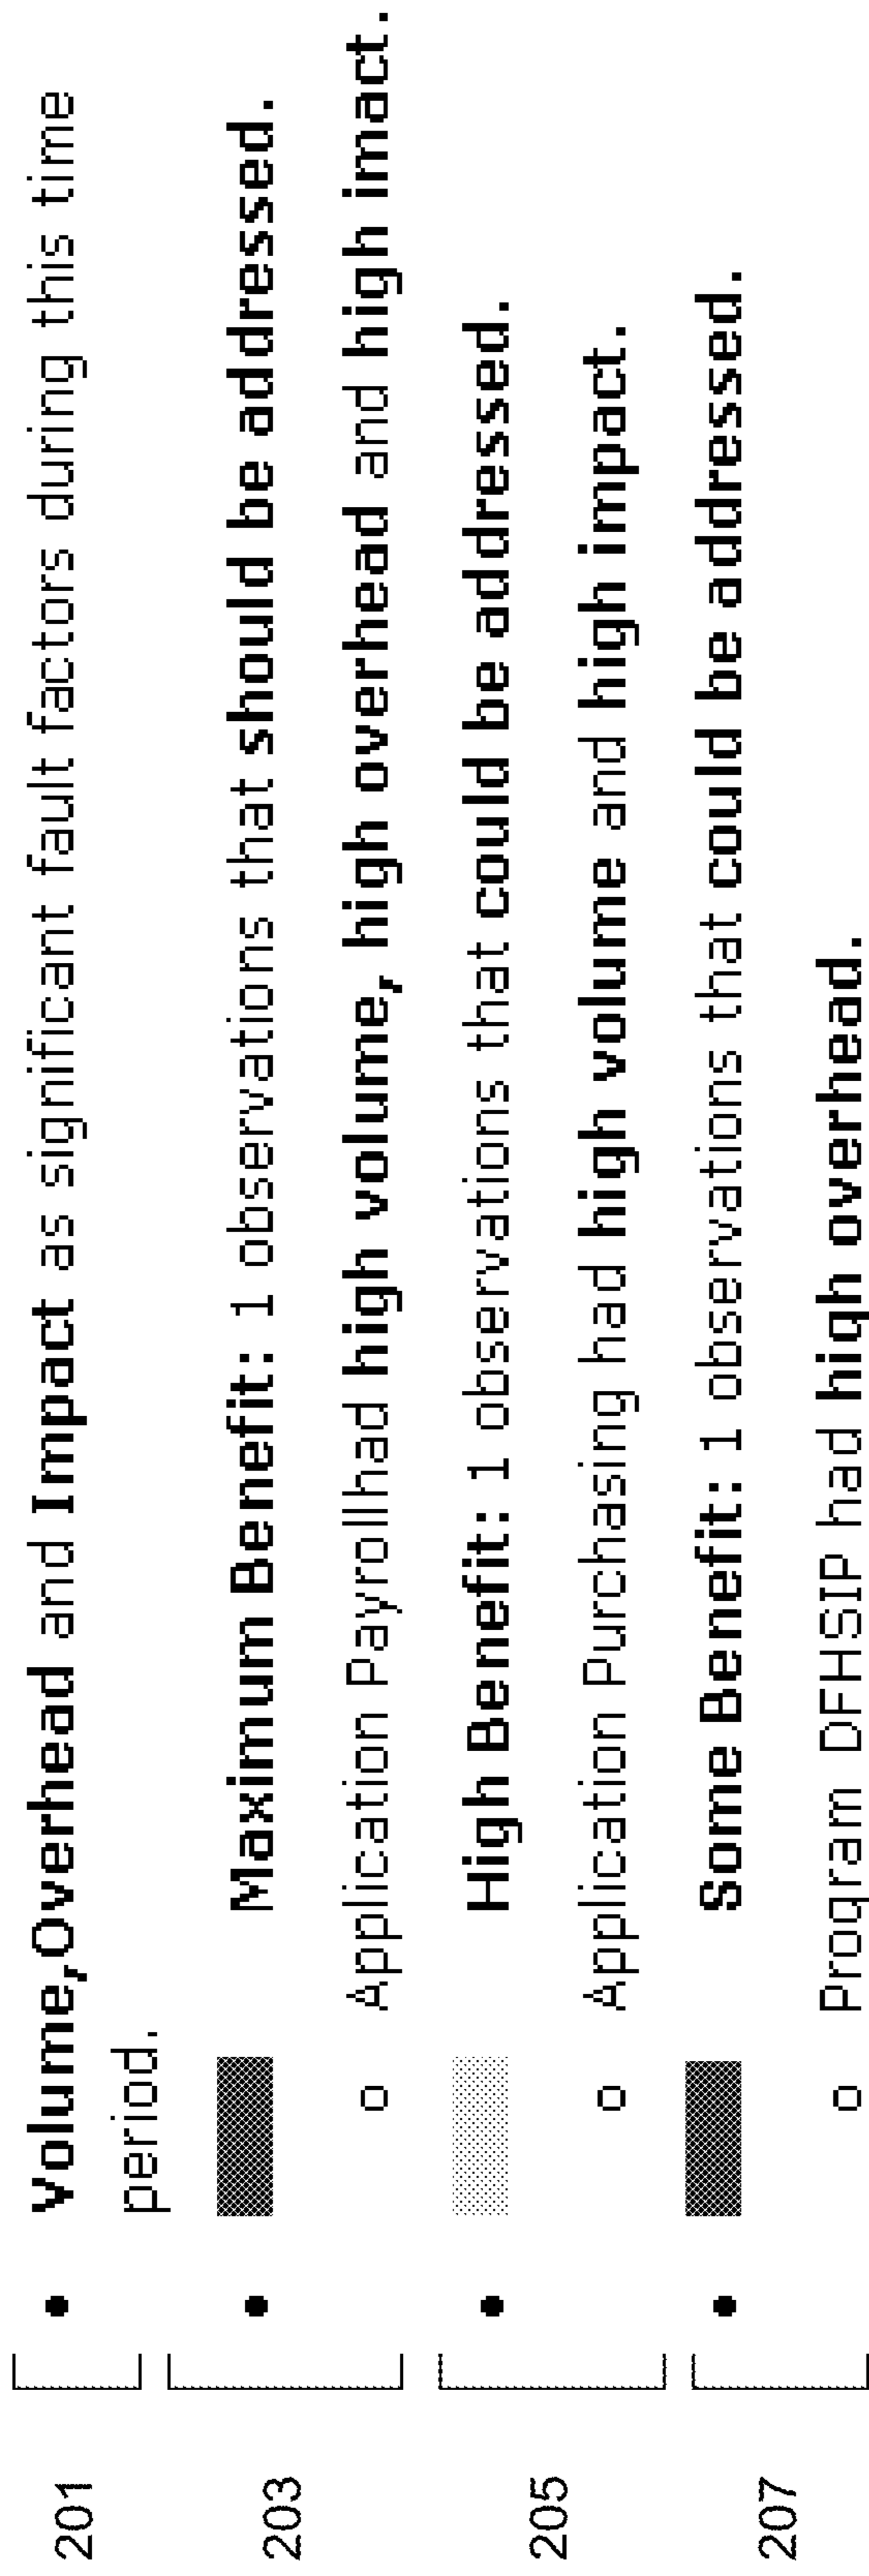 201 • Volume,Overhead and Impact as significant fault factors during this time
period.
203 • Maximum Benefit: 1 observations that should be addressed.
o Application Payrollhad high volume, high overhead and high imact.
205 • High Benefit: 1 observations that could be addressed.
o Application Purchasing had high volume and high impact.
207 • Some Benefit: 1 observations that could be addressed.
o Program DFHSIP had high overhead.